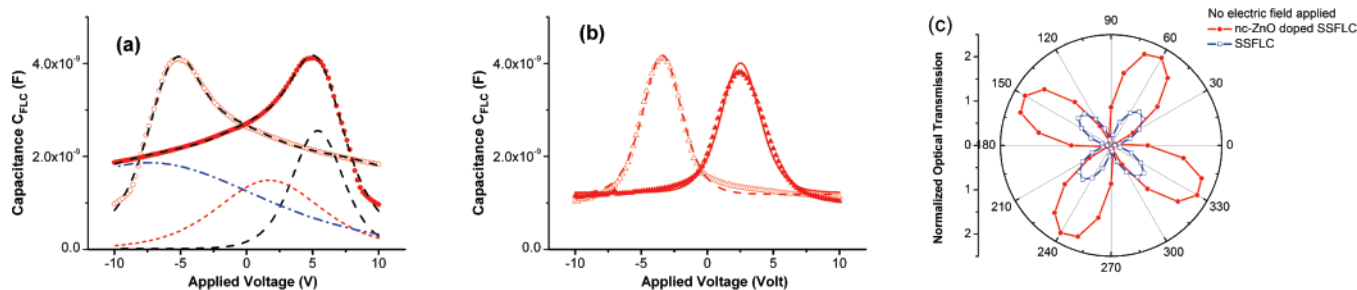 (a)
Capacitance C_FLC (F)
4.0x10^-9
2.0x10^-9
0.0
-10 -5 0 5 10
Applied Voltage (V)
(b)
Capacitance C_FLC (F)
4.0x10^-9
2.0x10^-9
0.0
-10 -5 0 5 10
Applied Voltage (Volt)
(c)
No electric field applied
nc-ZnO doped SSFLC
SSFLC
Normalized Optical Transmission
2
1
0
1
2
90
120 60
150 30
180 0
210 330
240 300
270